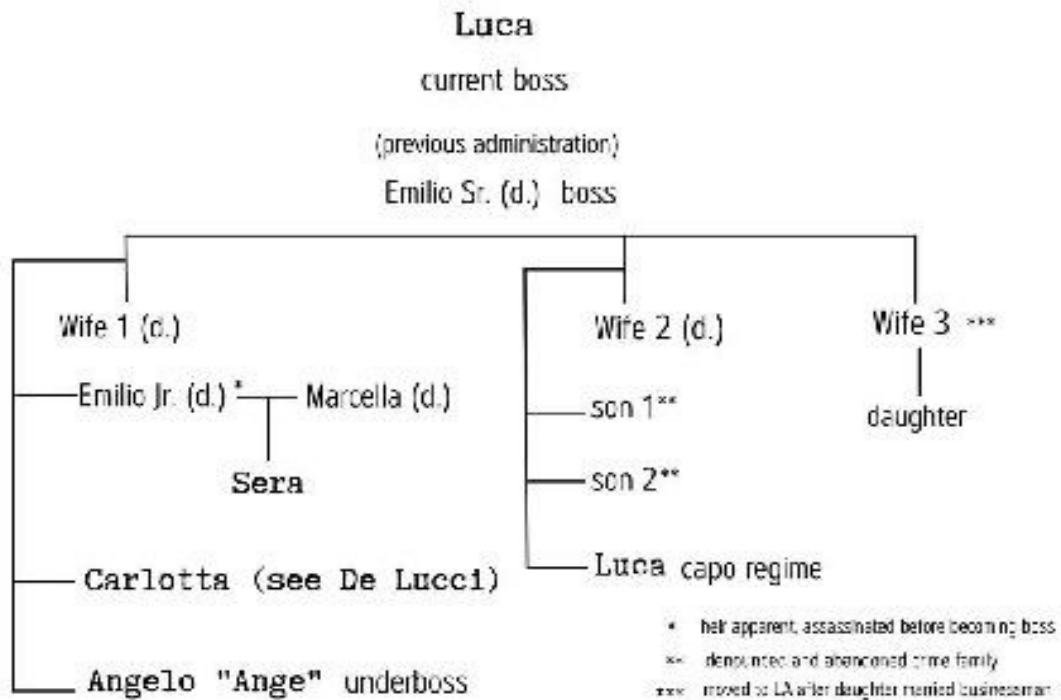 Luca
current boss
(previous administration)
Emilio Sr. (d.) boss
Wife 1 (d.)
Wife 2 (d.)
Wife 3 ***
Emilio Jr. (d.) *
Marcella (d.)
son 1**
daughter
Sera
son 2**
Carlotta (see De Lucci)
Luca capo regime
Angelo "Ange" underboss
* heir apparent, assassinated before becoming boss
** denounced and abandoned crime family
*** moved to LA after daughter married businessman